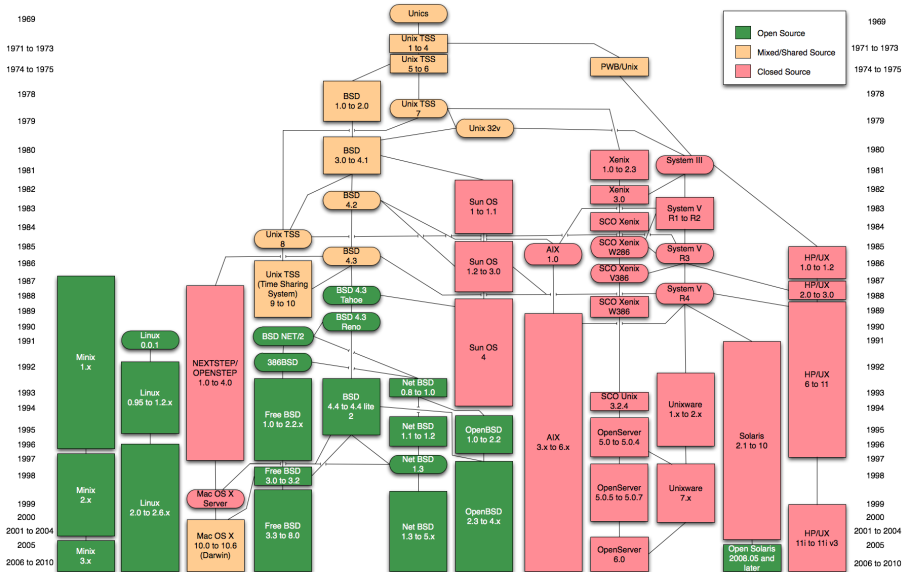 1969
1971 to 1973
1974 to 1975
1978
1979
1980
1981
1982
1983
1984
1985
1986
1987
1988
1989
1990
1991
1992
1993
1994
1995
1996
1997
1998
1999
2000
2001 to 2004
2005
2006 to 2010
Unics
Unix TSS
1 to 4
Unix TSS
5 to 6
PWB/Unix
BSD
1.0 to 2.0
Unix TSS
7
Unix 32v
BSD
3.0 to 4.1
Xenix
1.0 to 2.3
System III
Xenix
3.0
BSD
4.2
Sun OS
1 to 1.1
SCO Xenix
System V
R1 to R2
Unix TSS
8
BSD
4.3
Sun OS
1.2 to 3.0
AIX
1.0
SCO Xenix
W286
System V
R3
HP/UX
1.0 to 1.2
Unix TSS
(Time Sharing
System)
9 to 10
SCO Xenix
V386
HP/UX
2.0 to 3.0
BSD 4.3
Tahoe
System V
R4
SCO Xenix
W386
BSD 4.3
Reno
BSD NET/2
Linux
0.0.1
Sun OS
4
Minix
1.x
NEXTSTEP/
OPENSTEP
1.0 to 4.0
386BSD
Net BSD
0.8 to 1.0
HP/UX
6 to 11
Linux
0.95 to 1.2.x
Free BSD
1.0 to 2.2.x
BSD
4.4 to 4.4 lite
2
SCO Unix
3.2.4
Unixware
1.x to 2.x
Net BSD
1.1 to 1.2
OpenBSD
1.0 to 2.2
OpenServer
5.0 to 5.0.4
Solaris
2.1 to 10
AIX
3.x to 6.x
Net BSD
1.3
Free BSD
3.0 to 3.2
Minix
2.x
Mac OS X
Server
Linux
2.0 to 2.6.x
OpenServer
5.0.5 to 5.0.7
Unixware
7.x
OpenBSD
2.3 to 4.x
Free BSD
3.3 to 8.0
Net BSD
1.3 to 5.x
Mac OS X
10.0 to 10.6
(Darwin)
HP/UX
11i to 11i v3
Minix
3.x
OpenServer
6.0
Open Solaris
2008.05 and
later
Open Source
Mixed/Shared Source
Closed Source
1969
1971 to 1973
1974 to 1975
1978
1979
1980
1981
1982
1983
1984
1985
1986
1987
1988
1989
1990
1991
1992
1993
1994
1995
1996
1997
1998
1999
2000
2001 to 2004
2005
2006 to 2010